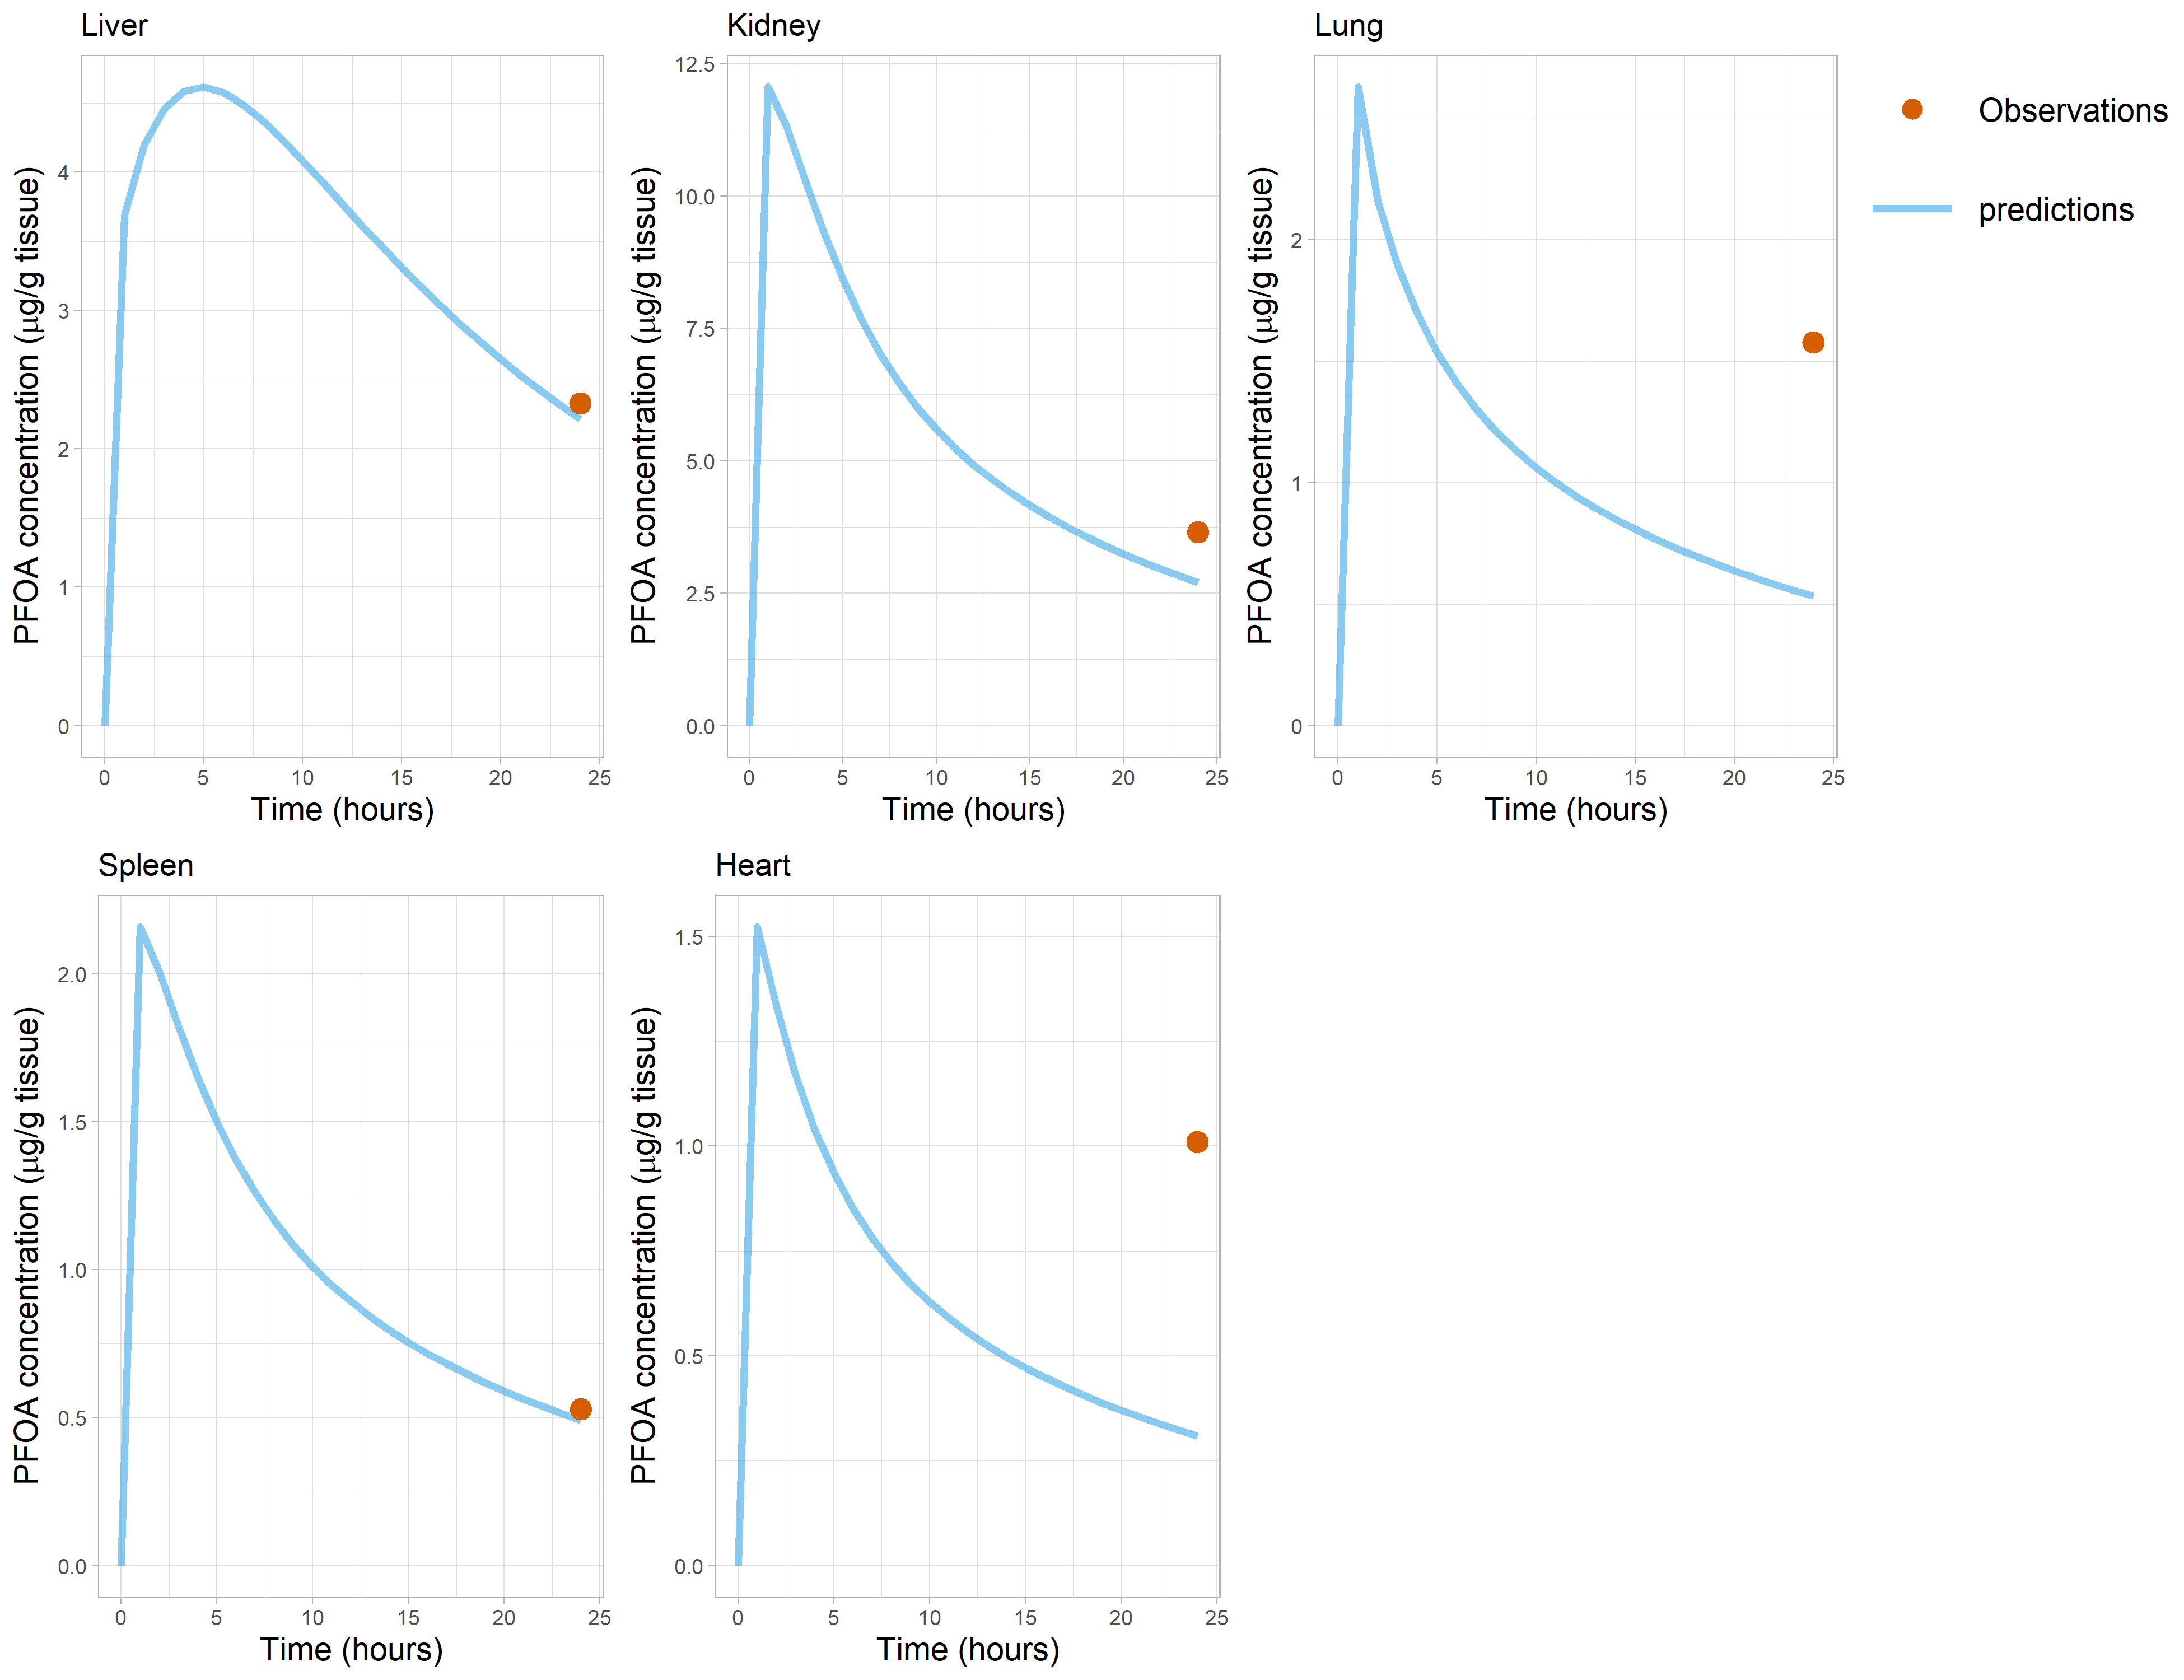 Liver
PFOA concentration (μg/g tissue)
4
3
2
1
0
0 5 10 15 20 25
Time (hours)
Kidney
PFOA concentration (μg/g tissue)
12.5
10.0
7.5
5.0
2.5
0.0
0 5 10 15 20 25
Time (hours)
Lung
PFOA concentration (μg/g tissue)
2
1
0
0 5 10 15 20 25
Time (hours)
Observations
predictions
Spleen
PFOA concentration (μg/g tissue)
2.0
1.5
1.0
0.5
0.0
0 5 10 15 20 25
Time (hours)
Heart
PFOA concentration (μg/g tissue)
1.5
1.0
0.5
0.0
0 5 10 15 20 25
Time (hours)